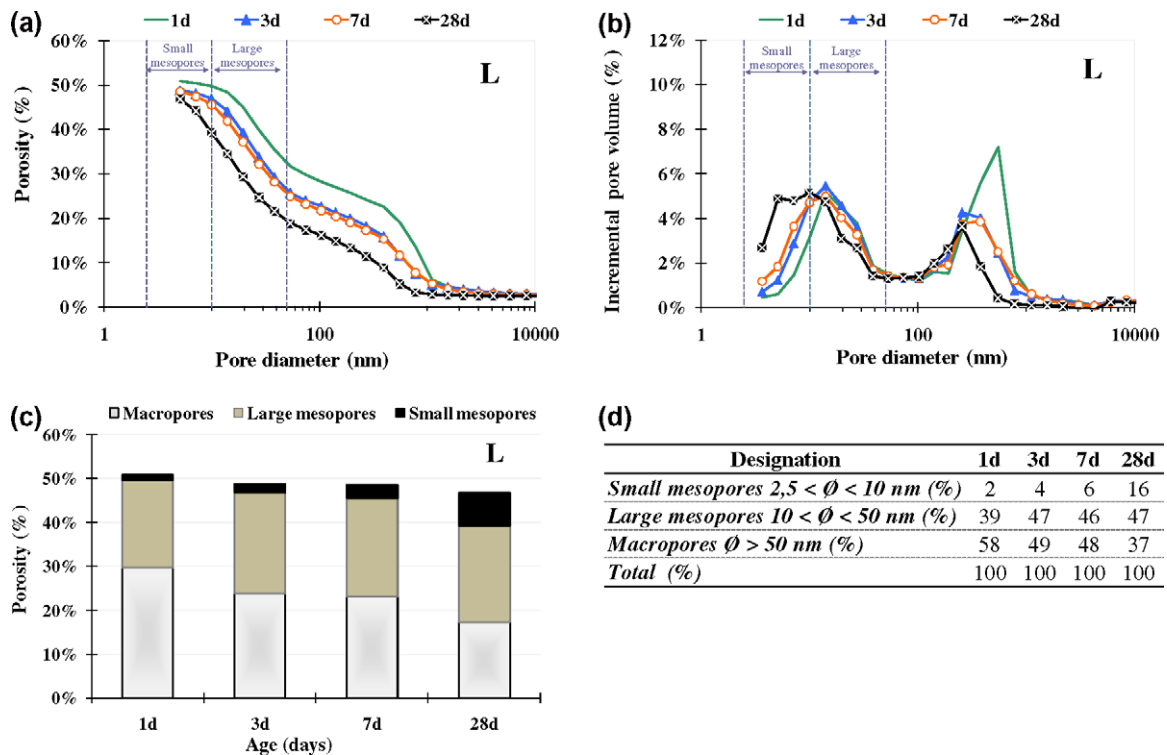 (a)
1d 3d 7d 28d
60%
50%
40%
30%
20%
10%
0%
Small mesopores
Large mesopores
L
Porosity (%)
1 100 10000
Pore diameter (nm)
(b)
1d 3d 7d 28d
12%
10%
8%
6%
4%
2%
0%
Small mesopores
Large mesopores
L
Incremental pore volume (%)
1 100 10000
Pore diameter (nm)
(c)
Macropores Large mesopores Small mesopores
60%
50%
40%
30%
20%
10%
0%
L
Porosity (%)
1d 3d 7d 28d
Age (days)
(d)
Designation 1d 3d 7d 28d
Small mesopores 2,5 < Ø < 10 nm (%) 2 4 6 16
Large mesopores 10 < Ø < 50 nm (%) 39 47 46 47
Macropores Ø > 50 nm (%) 58 49 48 37
Total (%) 100 100 100 100